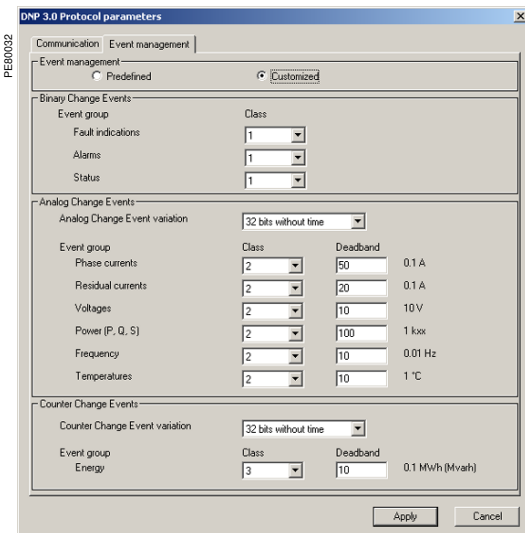 PE80032
DNP 3.0 Protocol parameters
Communication Event management
Event management
Predefined Customized
Binary Change Events
Event group Class
Fault indications 1
Alarms 1
Status 1
Analog Change Events
Analog Change Event variation 32 bits without time
Event group Class Deadband
Phase currents 2 50 0.1 A
Residual currents 2 20 0.1 A
Voltages 2 10 10 V
Power (P, Q, S) 2 100 1 kxx
Frequency 2 10 0.01 Hz
Temperatures 2 10 1 °C
Counter Change Events
Counter Change Event variation 32 bits without time
Event group Class Deadband
Energy 3 10 0.1 MWh (Mvarh)
Apply Cancel